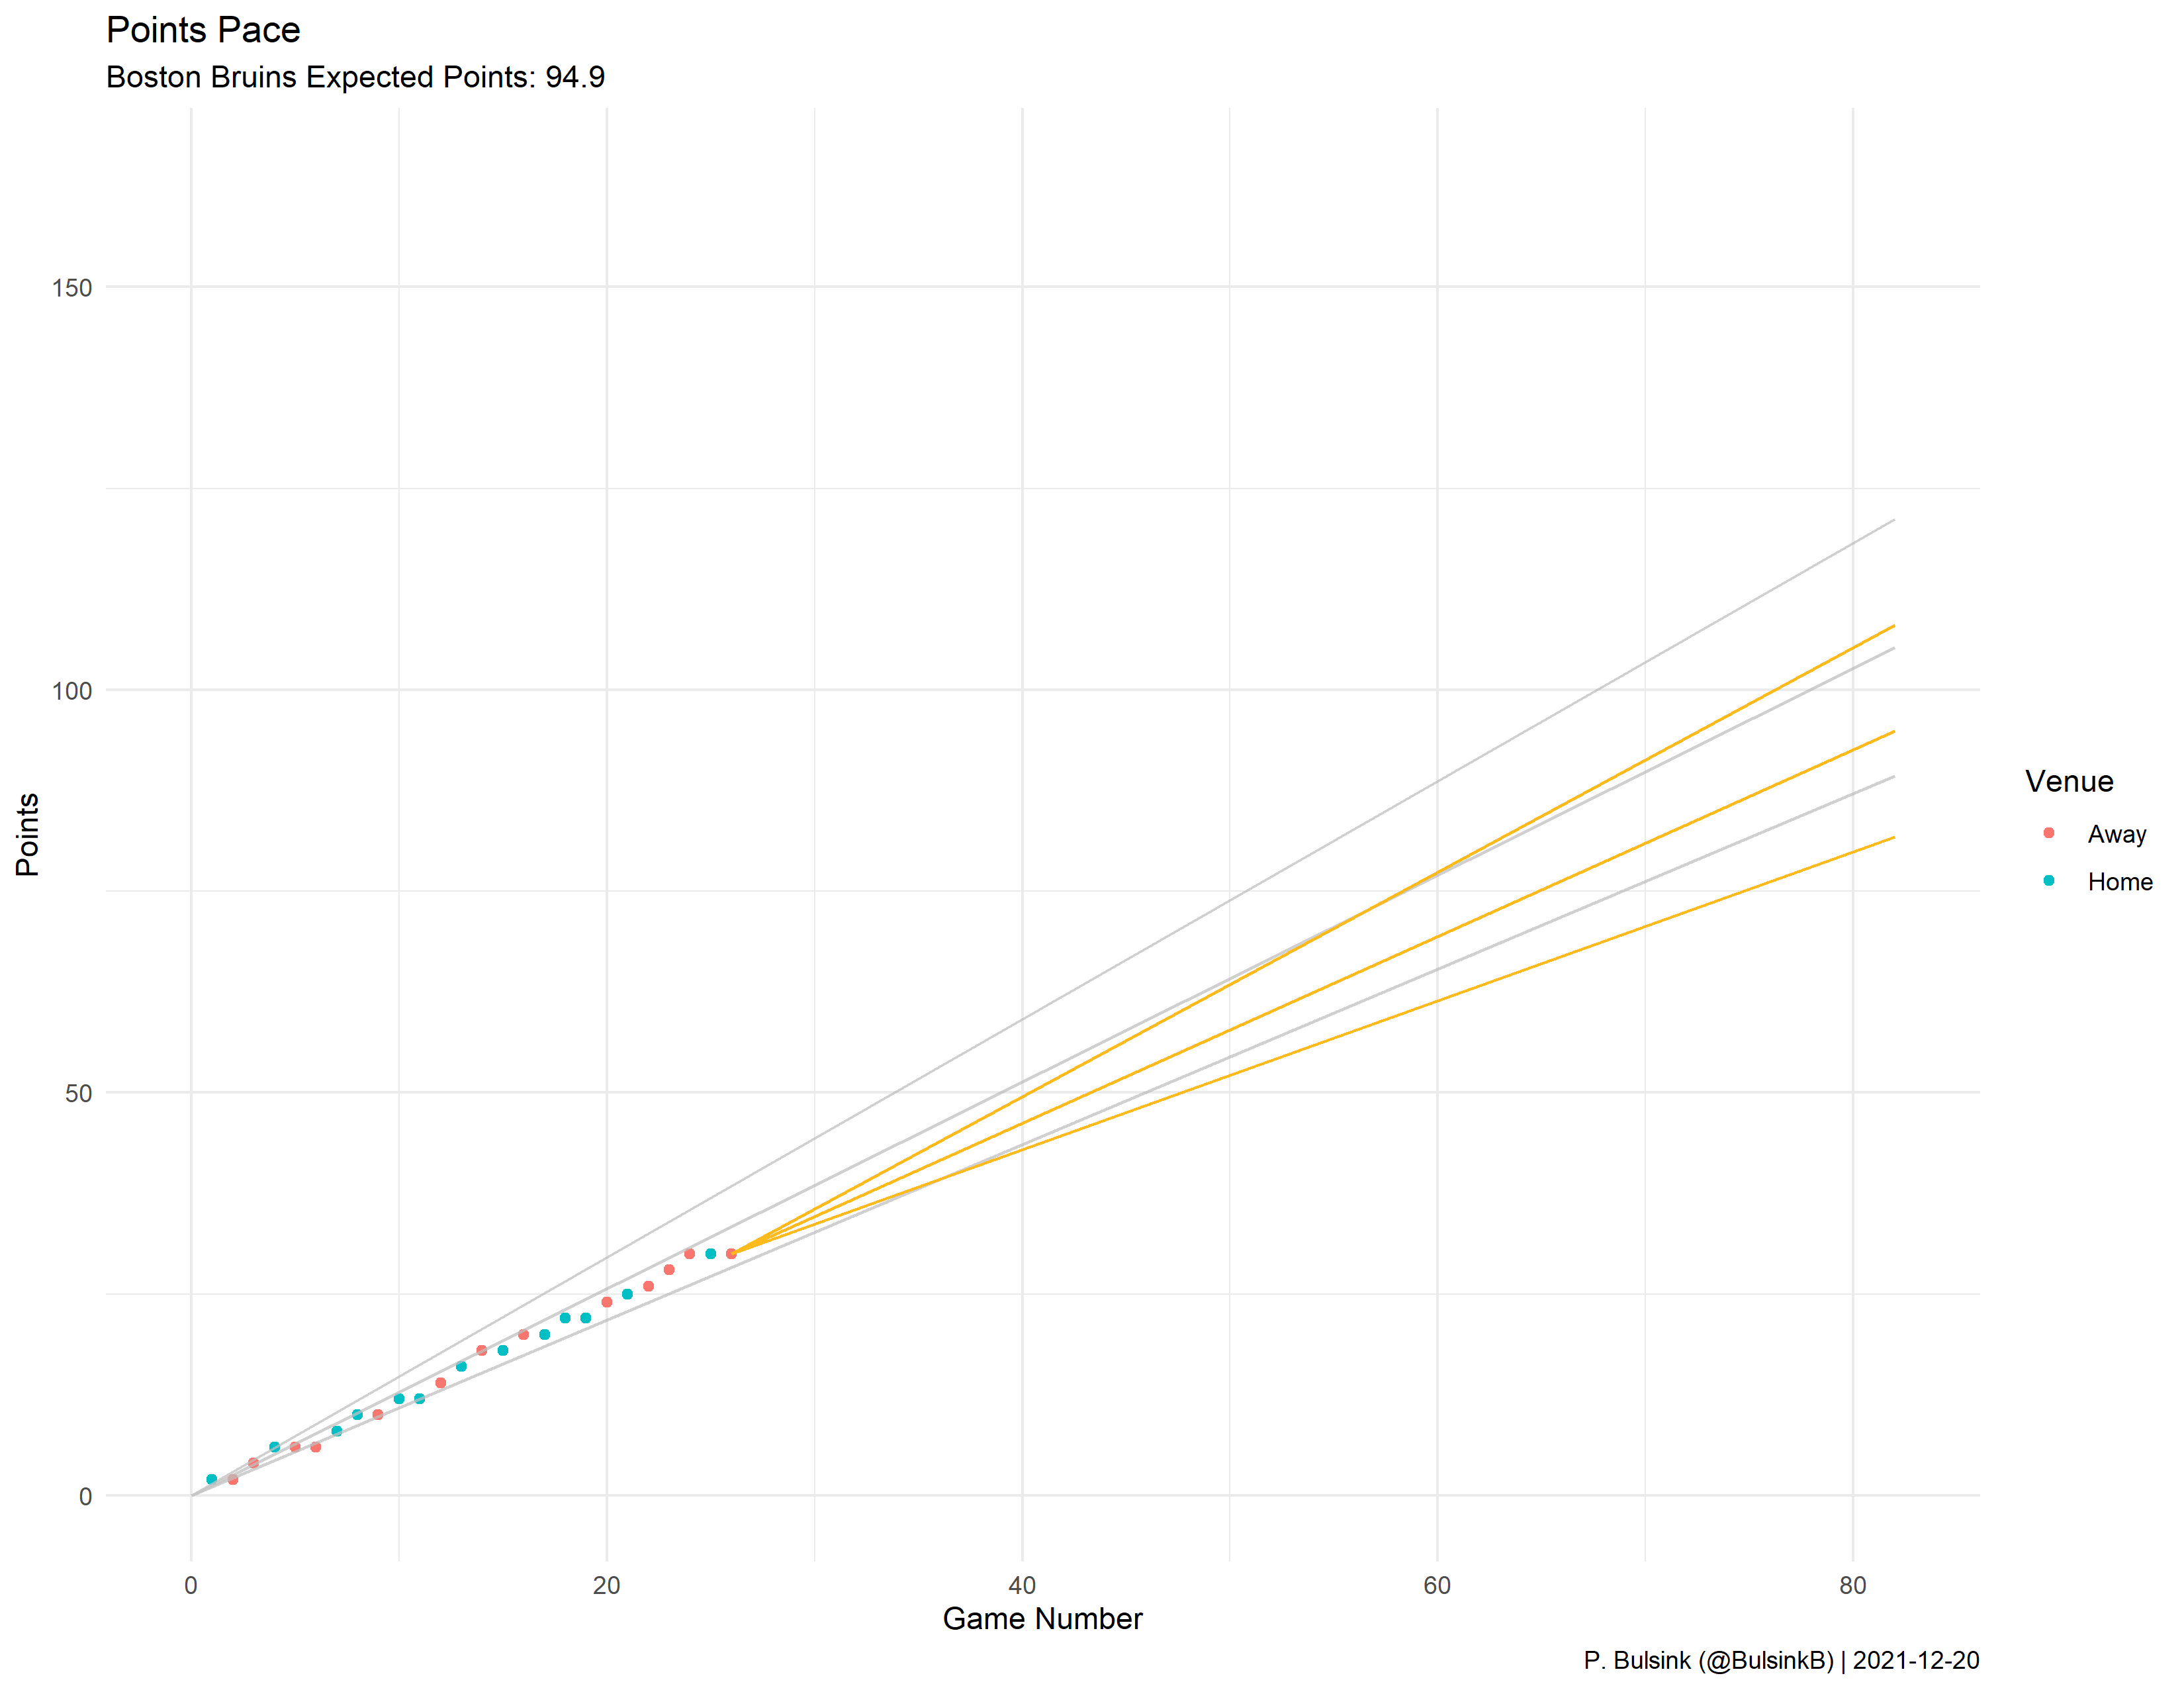 Points Pace
Boston Bruins Expected Points: 94.9
150
100
50
0
Points
0 20 40 60 80
Game Number
Venue
Away
Home
P. Bulsink (@BulsinkB) | 2021-12-20